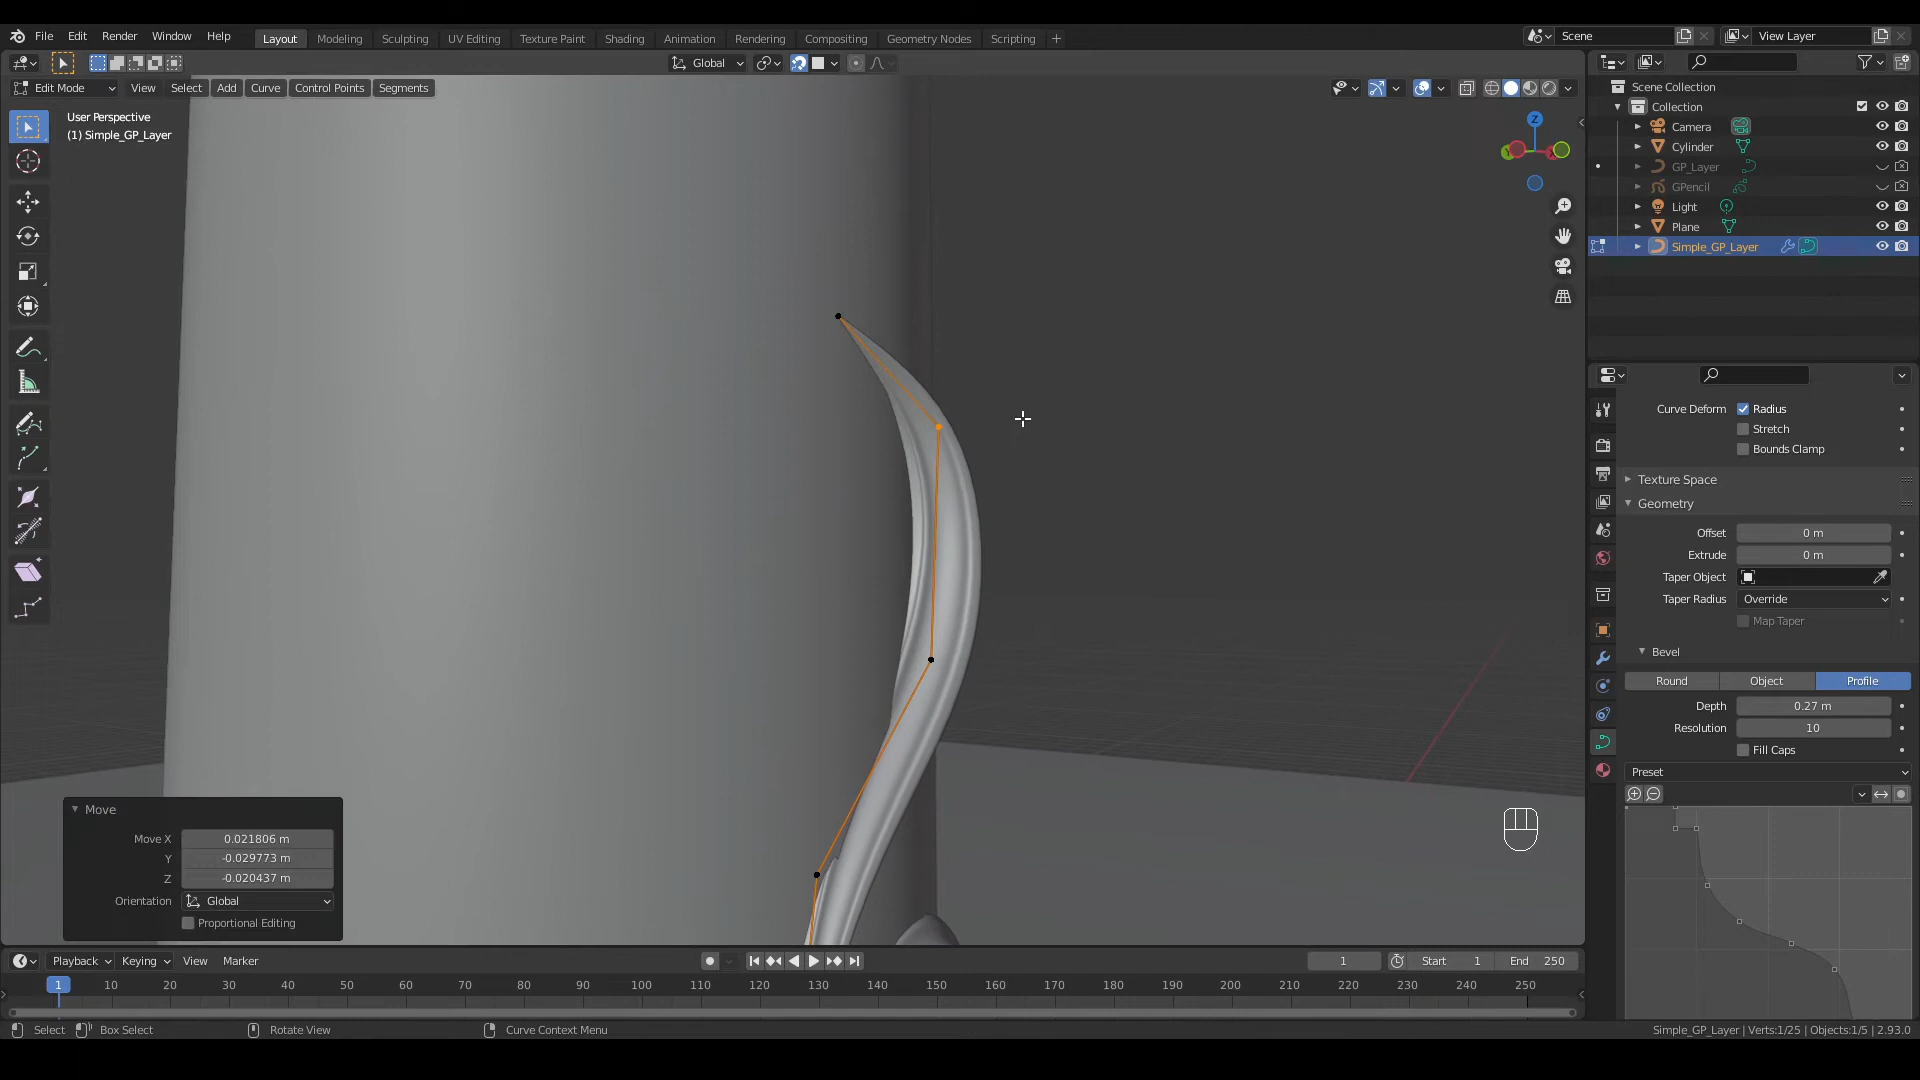 File Edit Render Window Help Layout Modeling Sculpting UV Editing Texture Paint Shading Animation Rendering Compositing Geometry Nodes Scripting + Scene View Layer
Global
Edit Mode View Select Add Curve Control Points Segments
User Perspective
(1) Simple_GP_Layer
Z
Scene Collection
Collection
Camera
Cylinder
GP_Layer
GPencil
Light
Plane
Simple_GP_Layer
Curve Deform Radius
Stretch
Bounds Clamp
Texture Space
Geometry
Offset 0 m
Extrude 0 m
Taper Object
Taper Radius Override
Map Taper
Bevel
Round Object Profile
Depth 0.27 m
Resolution 10
Fill Caps
Preset
Move
Move X 0.021806 m
Y -0.029773 m
Z -0.020437 m
Orientation Global
Proportional Editing
Playback Keying View Marker 1 Start 1 End 250
1 10 20 30 40 50 60 70 80 90 100 110 120 130 140 150 160 170 180 190 200 210 220 230 240 250
Select Box Select Rotate View Curve Context Menu Simple_GP_Layer | Verts:1/25 | Objects:1/5 | 2.93.0